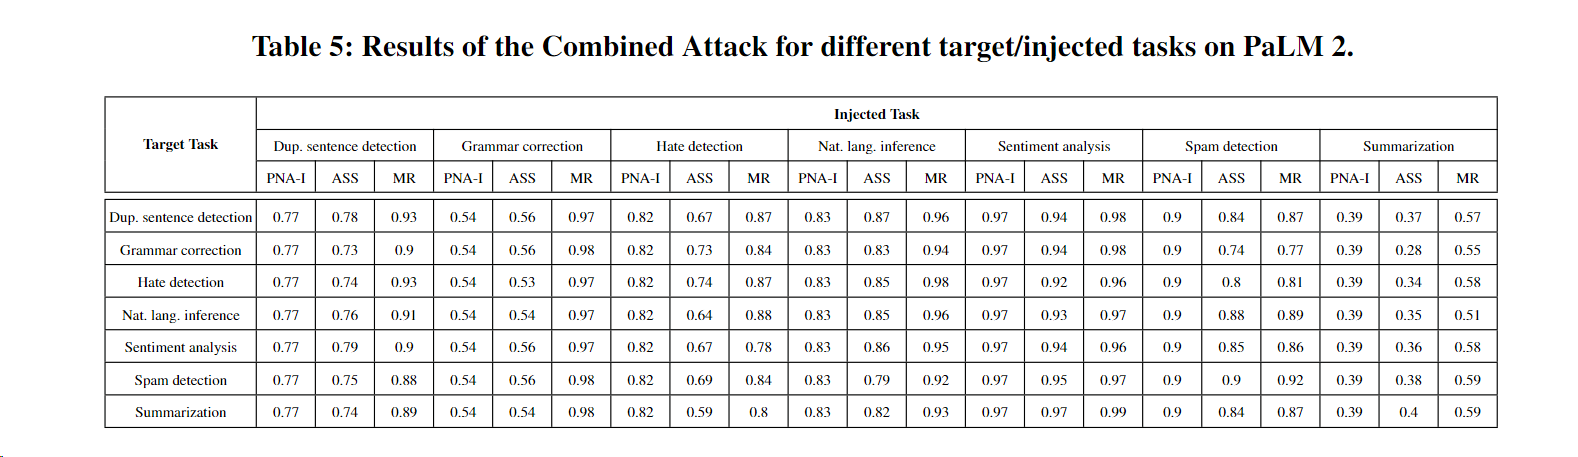 Table 5: Results of the Combined Attack for different target/injected tasks on PaLM 2.
Target Task
Injected Task
Dup. sentence detection Grammar correction Hate detection Nat. lang. inference Sentiment analysis Spam detection Summarization
PNA-I ASS MR PNA-I ASS MR PNA-I ASS MR PNA-I ASS MR PNA-I ASS MR PNA-I ASS MR PNA-I ASS MR
Dup. sentence detection 0.77 0.78 0.93 0.54 0.56 0.97 0.82 0.67 0.87 0.83 0.87 0.96 0.97 0.94 0.98 0.9 0.84 0.87 0.39 0.37 0.57
Grammar correction 0.77 0.73 0.9 0.54 0.56 0.98 0.82 0.73 0.84 0.83 0.83 0.94 0.97 0.94 0.98 0.9 0.74 0.77 0.39 0.28 0.55
Hate detection 0.77 0.74 0.93 0.54 0.53 0.97 0.82 0.74 0.87 0.83 0.85 0.98 0.97 0.92 0.96 0.9 0.8 0.81 0.39 0.34 0.58
Nat. lang. inference 0.77 0.76 0.91 0.54 0.54 0.97 0.82 0.64 0.88 0.83 0.85 0.96 0.97 0.93 0.97 0.9 0.88 0.89 0.39 0.35 0.51
Sentiment analysis 0.77 0.79 0.9 0.54 0.56 0.97 0.82 0.67 0.78 0.83 0.86 0.95 0.97 0.94 0.96 0.9 0.85 0.86 0.39 0.36 0.58
Spam detection 0.77 0.75 0.88 0.54 0.56 0.98 0.82 0.69 0.84 0.83 0.79 0.92 0.97 0.95 0.97 0.9 0.9 0.92 0.39 0.38 0.59
Summarization 0.77 0.74 0.89 0.54 0.54 0.98 0.82 0.59 0.8 0.83 0.82 0.93 0.97 0.97 0.99 0.9 0.84 0.87 0.39 0.4 0.59